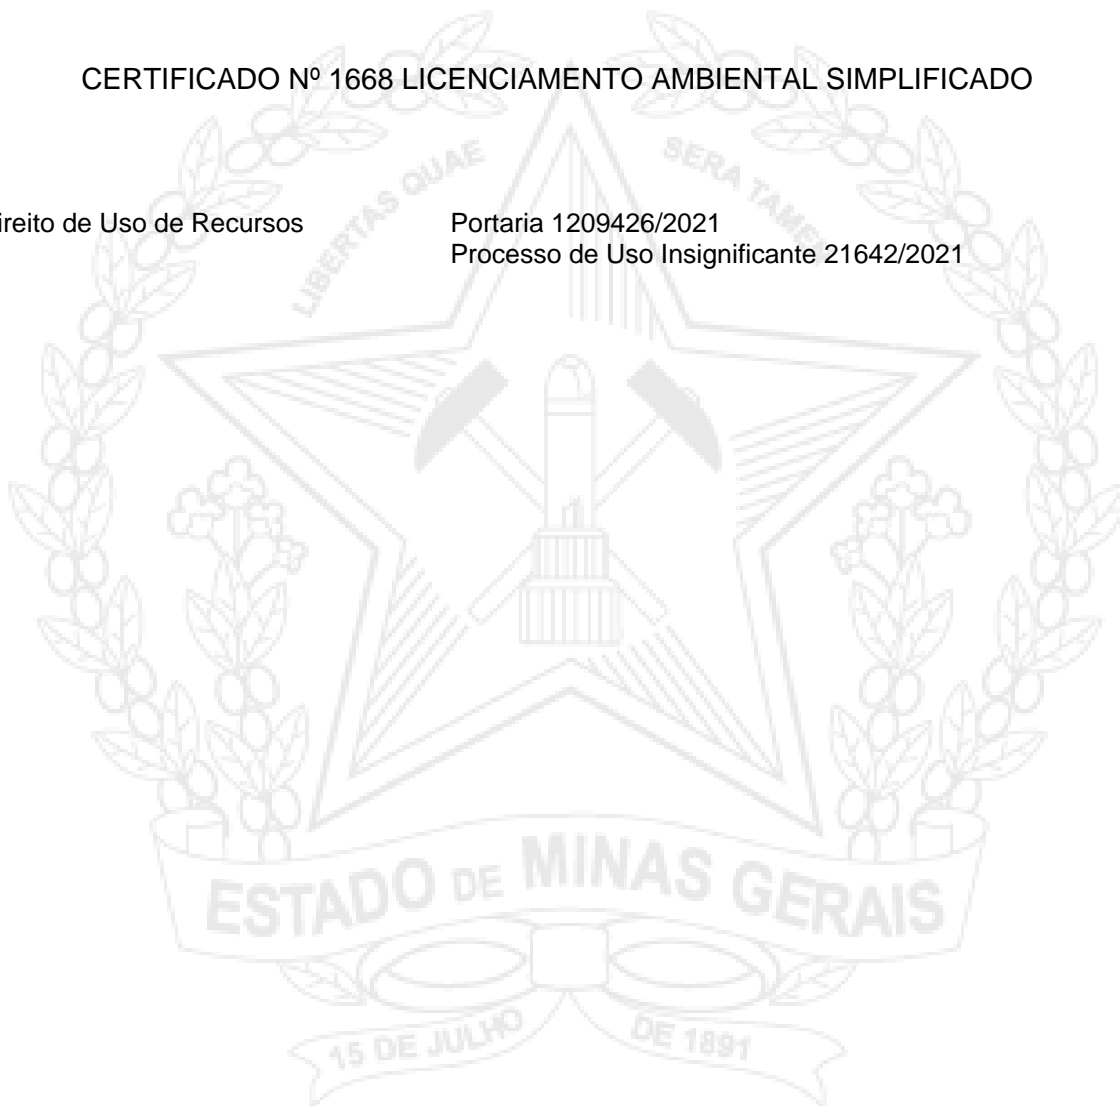 CERTIFICADO Nº 1668 LICENCIAMENTO AMBIENTAL SIMPLIFICADO
LIBERTAS QUAE SERA TAMEN
ireito de Uso de Recursos Portaria 1209426/2021
Processo de Uso Insignificante 21642/2021
ESTADO DE MINAS GERAIS
15 DE JULHO DE 1891